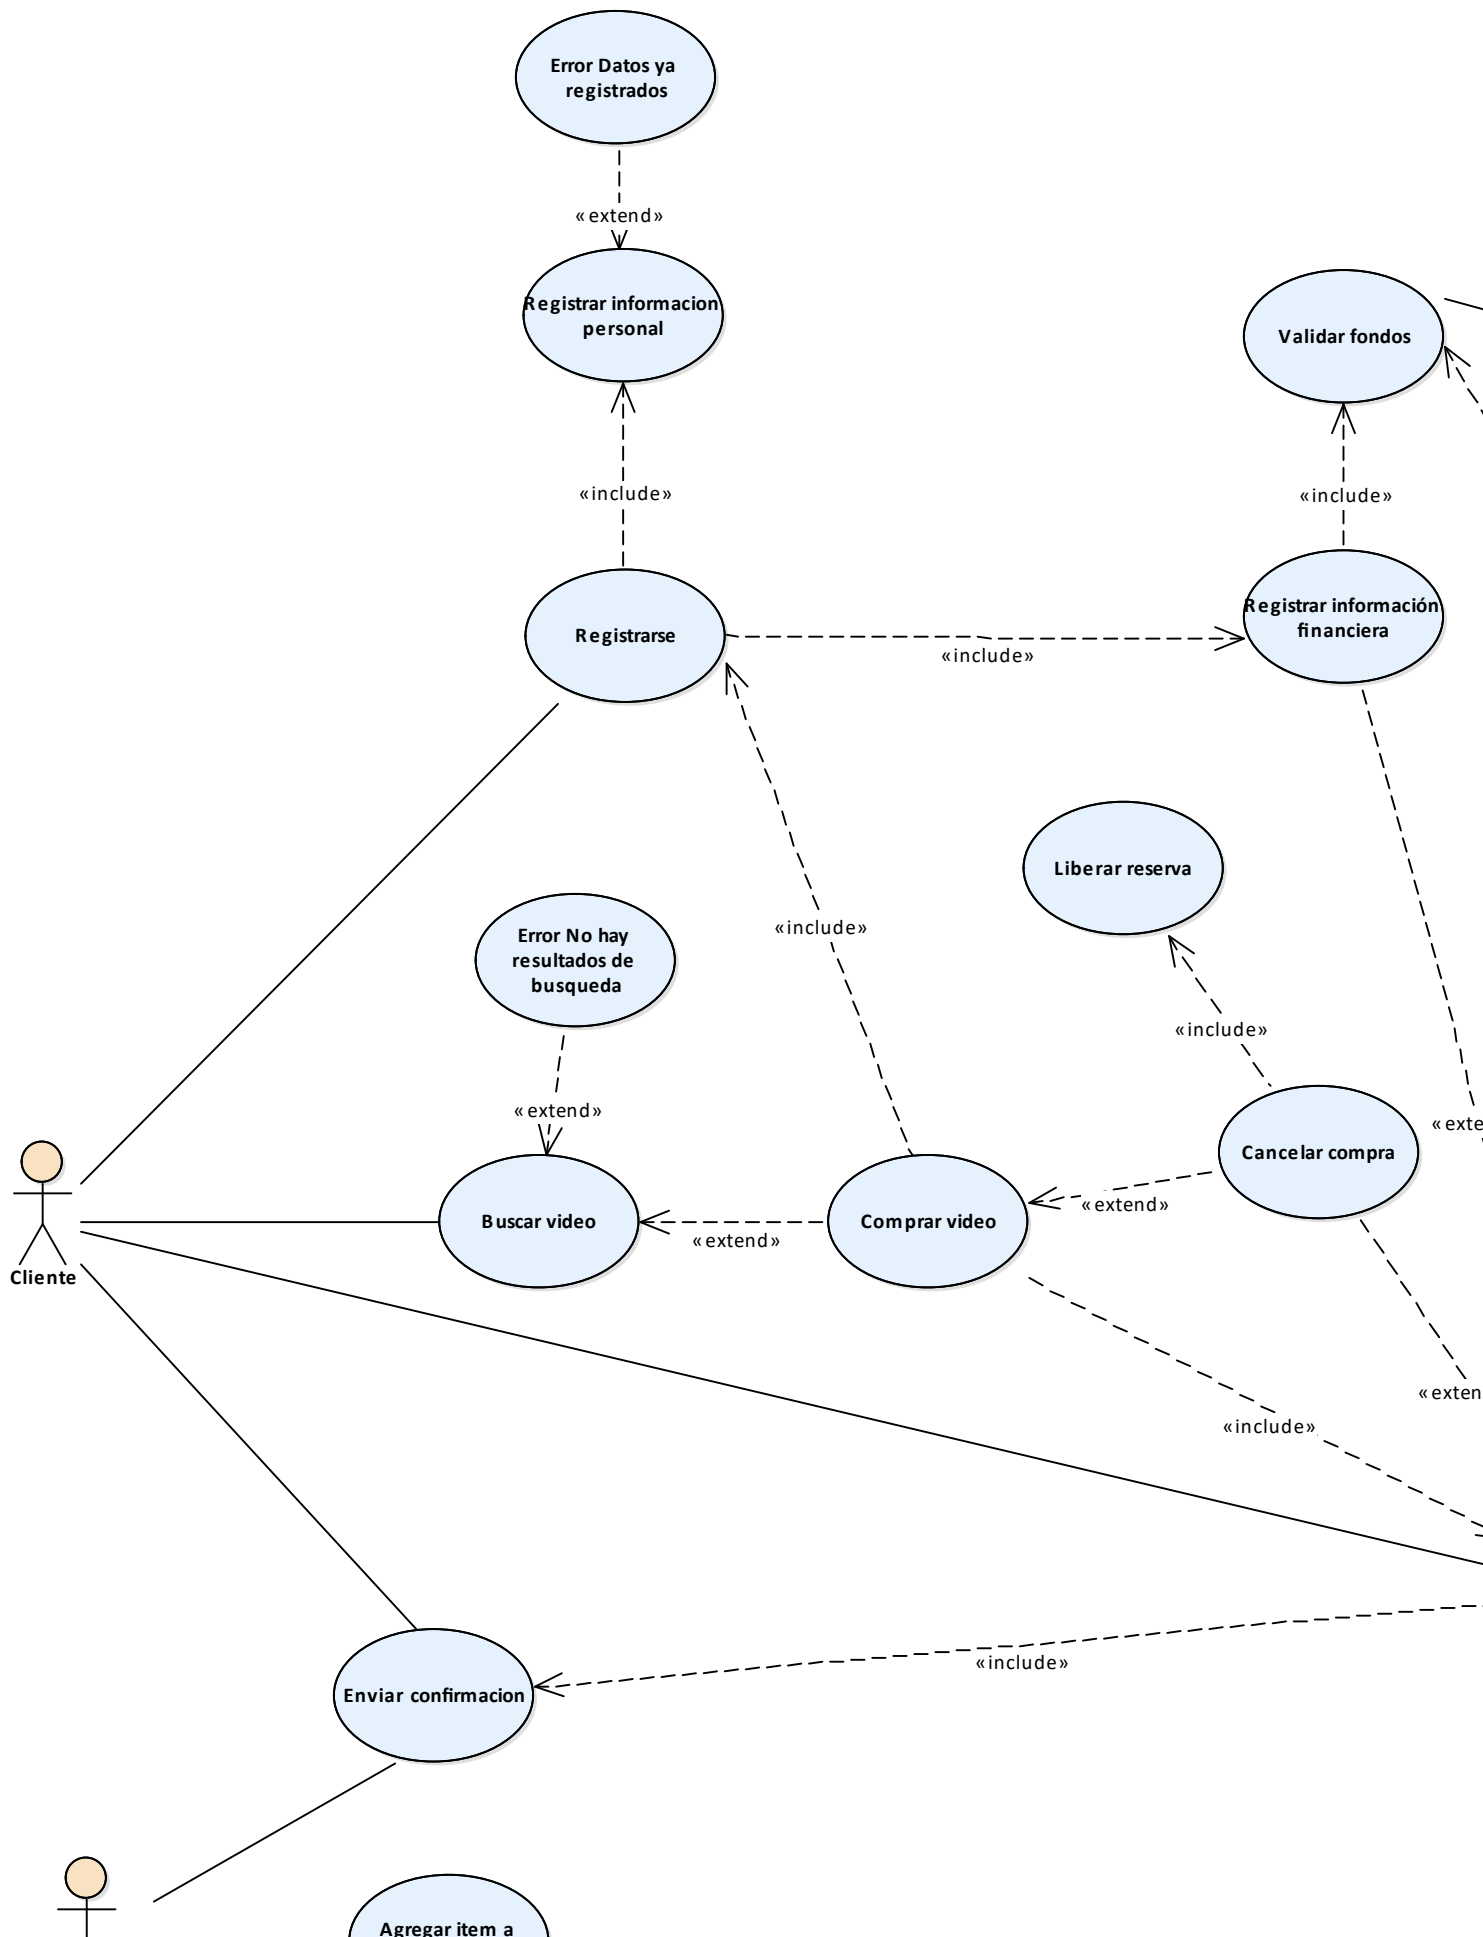 Error Datos ya
registrados
«extend»
Registrar informacion
personal
Validar fondos
«include»
«include»
Registrarse
Registrar información
financiera
«include»
Liberar reserva
«include»
Error No hay
resultados de
busqueda
«include»
«extend»
«exte
Cancelar compra
Buscar video
«extend»
Comprar video
«extend»
Cliente
«exten
«include»
«include»
Enviar confirmacion
Agregar item a